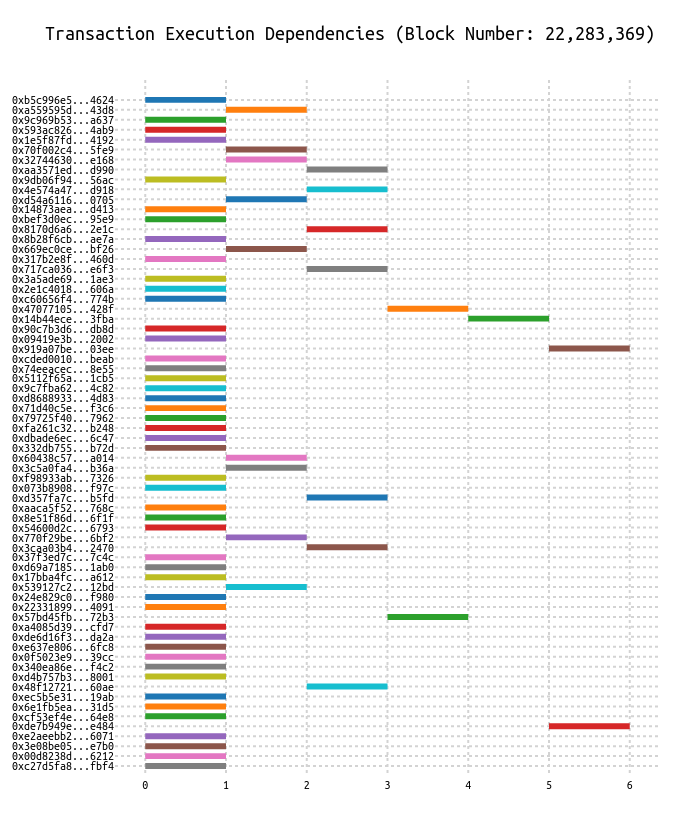 Transaction Execution Dependencies (Block Number: 22,283,369)
0xb5c996e5...4624
0xa559595d...43d8
0x9c969b53...a637
0x593ac826...4ab9
0x1e5f87fd...4192
0x70f002c4...5fe9
0x32744630...e168
0xaa3571ed...d990
0x9db06f94...56ac
0x4e574a47...d918
0xd54a6116...0705
0x14873aea...d413
0xbef3d0ec...95e9
0x8170d6a6...2e1c
0x8b28f6cb...ae7a
0x669ec0ce...bf26
0x317b2e8f...460d
0x717ca036...e6f3
0x3a5ade69...1ae3
0x2e1c4018...606a
0xc60656f4...774b
0x47077105...428f
0x14b44ece...3fba
0x90c7b3d6...db8d
0x09419e3b...2002
0x919a07be...03ee
0xcded0010...beab
0x74eeacec...8e55
0x5112f65a...1cb5
0x9c7fba62...4c82
0xd8688933...4d83
0x71d40c5e...f3c6
0x79725f40...7962
0xfa261c32...b248
0xdbade6ec...6c47
0x332db755...b72d
0x60438c57...a014
0x3c5a0fa4...b36a
0xf98933ab...7326
0x073b8908...f97c
0xd357fa7c...b5fd
0xaaca5f52...768c
0x8e51f86d...6f1f
0x54600d2c...6793
0x770f29be...6bf2
0x3caa03b4...2470
0x37f3ed7c...7c4c
0xd69a7185...1ab0
0x17bba4fc...a612
0x539127c2...12bd
0x24e829c0...f980
0x22331899...4091
0x57bd45fb...72b3
0xa4085d39...cfd7
0xde6d16f3...da2a
0xe637e806...6fc8
0x0f5023e9...39cc
0x340ea86e...f4c2
0xd4b757b3...8001
0x48f12721...60ae
0xec5b5e31...19ab
0x6e1fb5ea...31d5
0xcf53ef4e...64e8
0xde7b949e...e484
0xe2aeebb2...6071
0x3e08be05...e7b0
0x00d8238d...6212
0xc27d5fa8...fbf4
0 1 2 3 4 5 6